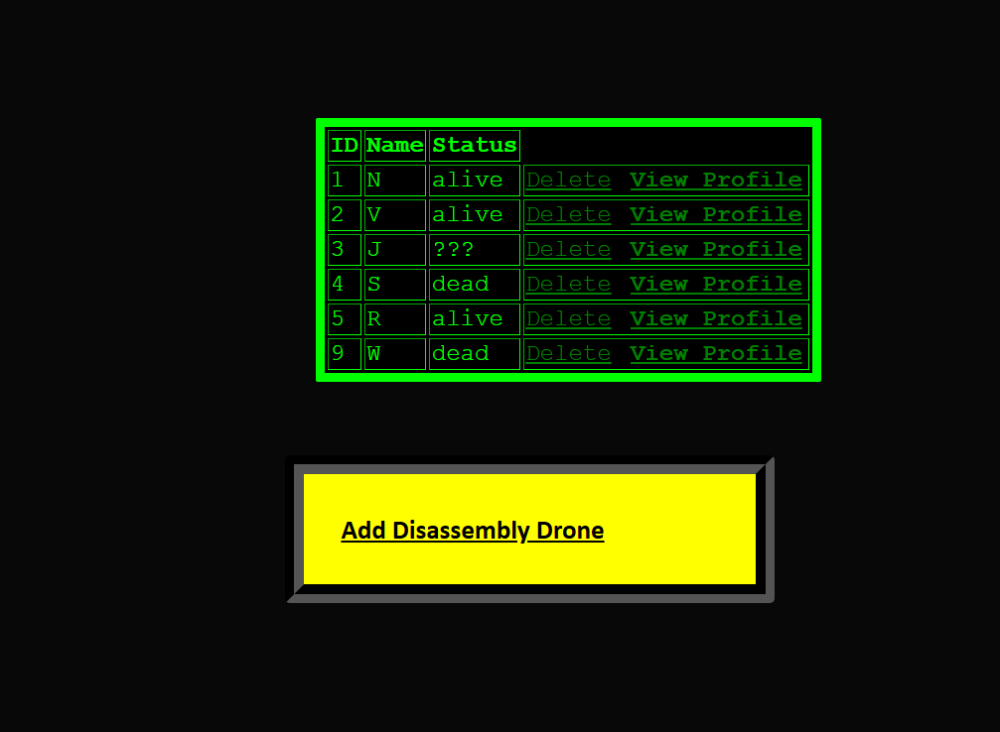 ID Name Status
1 N alive Delete View Profile
2 V alive Delete View Profile
3 J ??? Delete View Profile
4 S dead Delete View Profile
5 R alive Delete View Profile
9 W dead Delete View Profile
Add Disassembly Drone